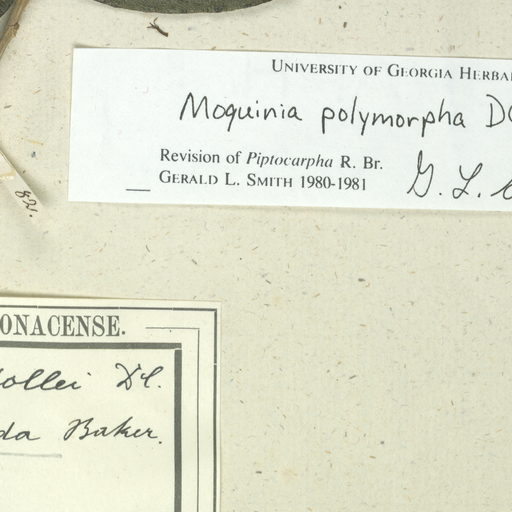 UNIVERSITY OF GEORGIA HERBA
Moquinia polymorpha DC
Revision of Piptocarpha R. Br.
GERALD L. SMITH 1980-1981
G. L.
82.
ONACENSE.
ollei DC.
da Baker.